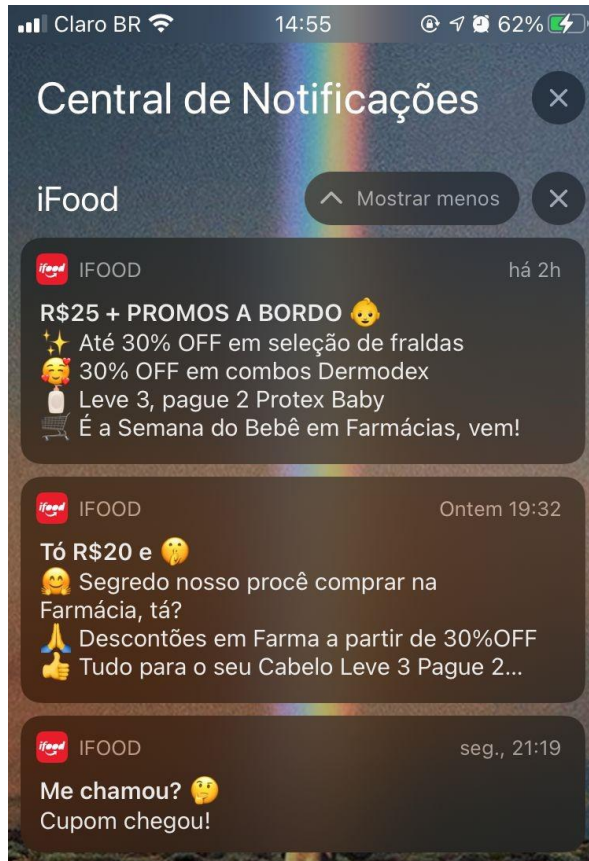 Claro BR 14:55 62%
Central de Notificações
iFood Mostrar menos
ifood IFOOD há 2h
R$25 + PROMOS A BORDO 👶
✨ Até 30% OFF em seleção de fraldas
🥰 30% OFF em combos Dermodex
🧴 Leve 3, pague 2 Protex Baby
🛒 É a Semana do Bebê em Farmácias, vem!
ifood IFOOD Ontem 19:32
Tó R$20 e 🤫
🤗 Segredo nosso procê comprar na
Farmácia, tá?
🙏 Descontões em Farma a partir de 30%OFF
👍 Tudo para o seu Cabelo Leve 3 Pague 2...
ifood IFOOD seg., 21:19
Me chamou? 🤔
Cupom chegou!